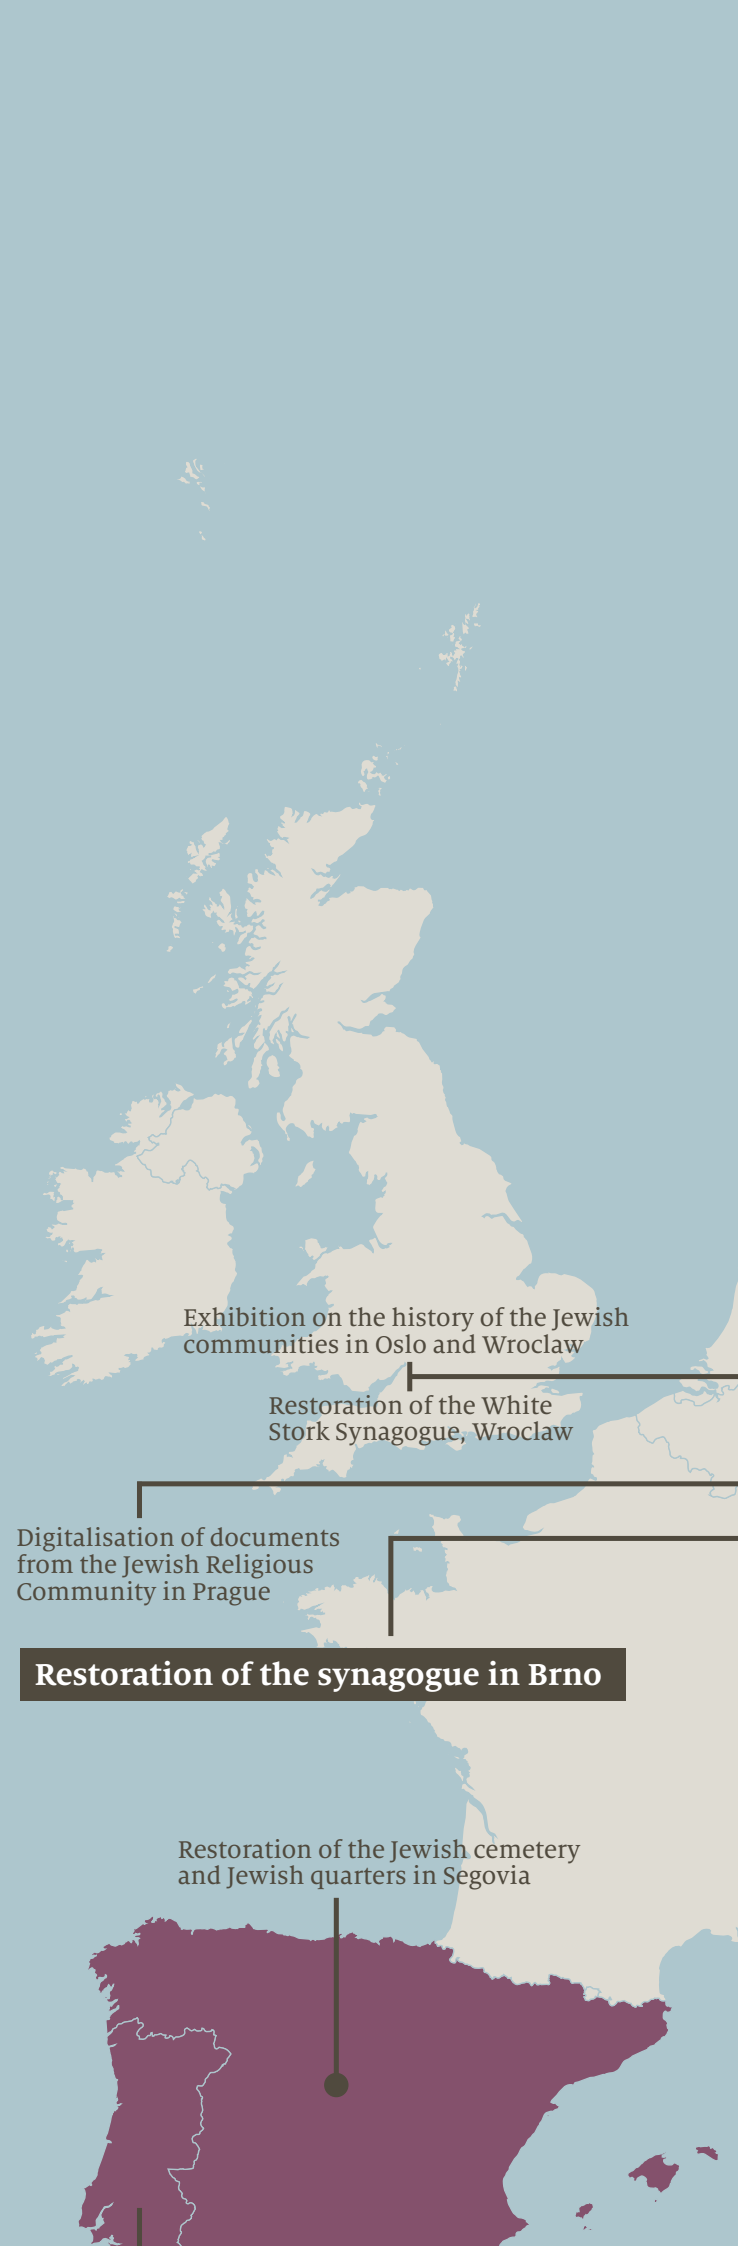 Exhibition on the history of the Jewish
communities in Oslo and Wroclaw
Restoration of the White
Stork Synagogue, Wroclaw
Digitalisation of documents
from the Jewish Religious
Community in Prague
Restoration of the synagogue in Brno
Restoration of the Jewish cemetery
and Jewish quarters in Segovia